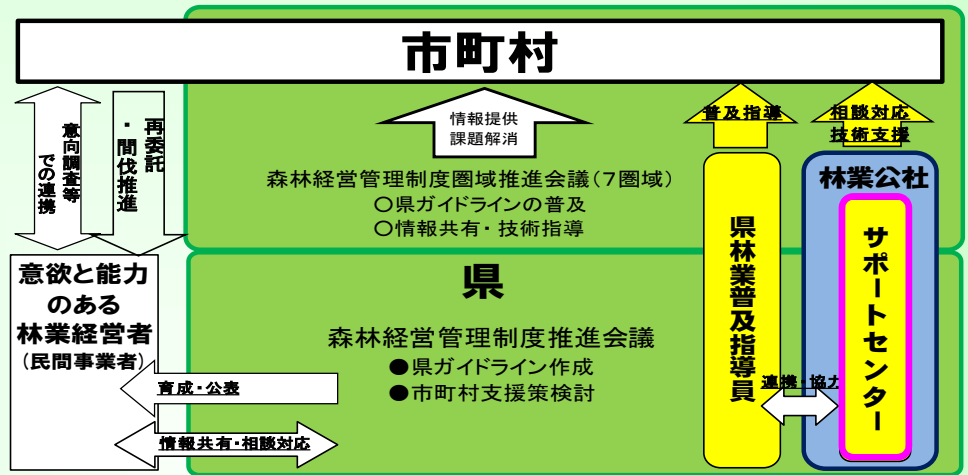 市町村
意向調査等
での連携
再委託
・間伐推進
情報提供
課題解消
普及指導
相談対応
技術支援
森林経営管理制度圏域推進会議(7圏域)
○県ガイドラインの普及
○情報共有・技術指導
林業公社
サポートセンター
県林業普及指導員
意欲と能力
のある
林業経営者
(民間事業者)
県
森林経営管理制度推進会議
●県ガイドライン作成
●市町村支援策検討
育成・公表
連携・協力
情報共有・相談対応